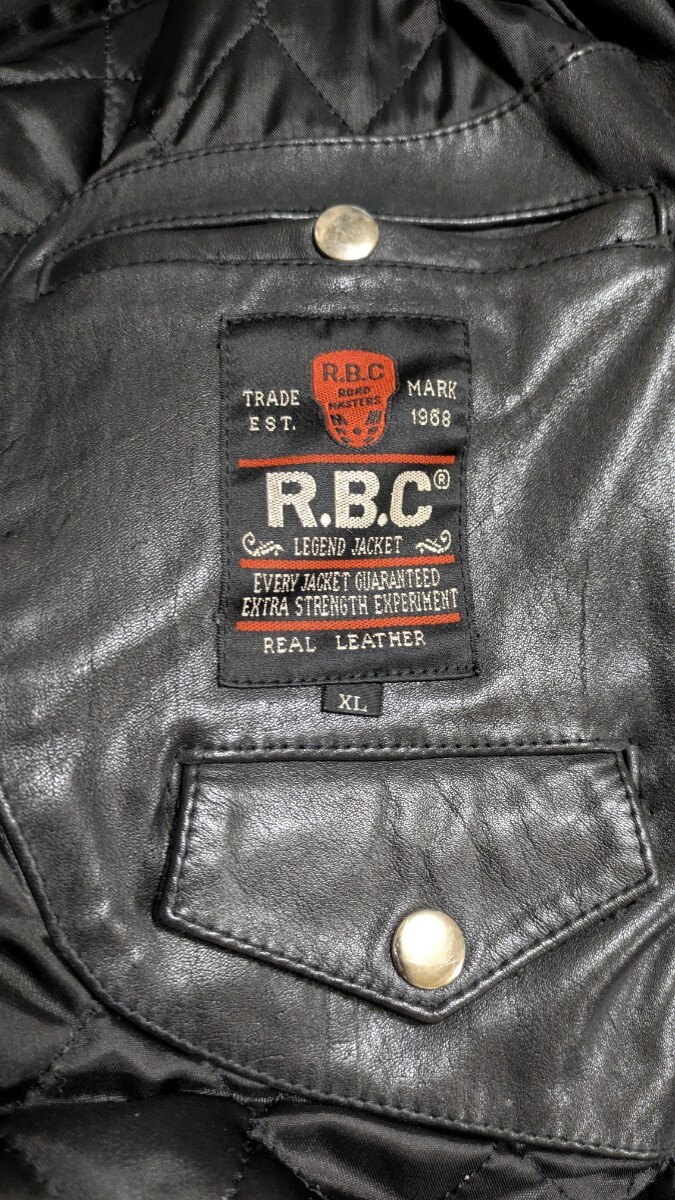 R.B.C
ROAD
MASTERS
TRADE MARK
EST. 1968
R.B.C®
LEGEND JACKET
EVERY JACKET GUARANTEED
EXTRA STRENGTH EXPERIMENT
REAL LEATHER
XL